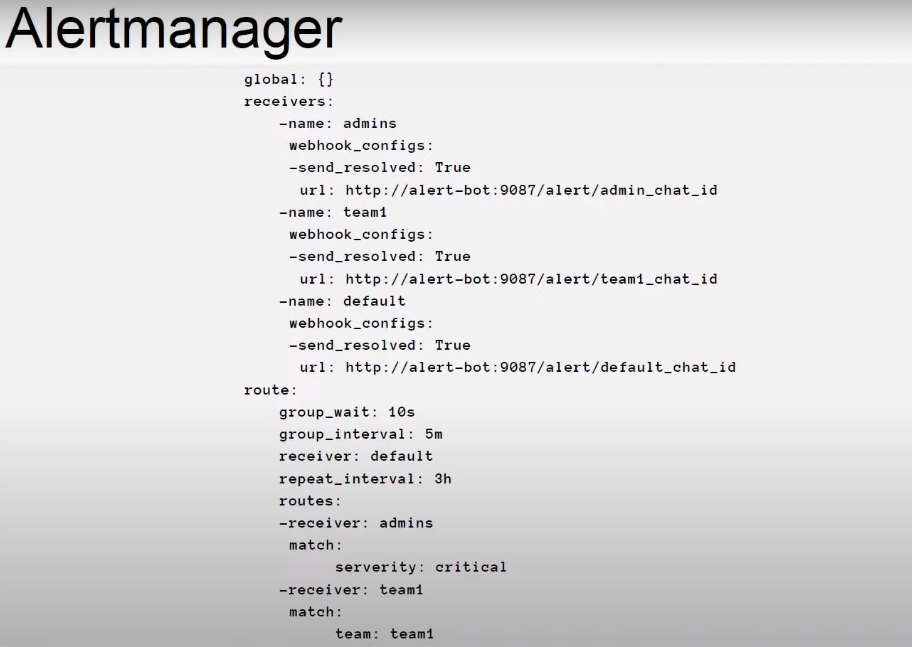 Alertmanager
global: {}
receivers:
-name: admins
webhook_configs:
-send_resolved: True
url: http://alert-bot:9087/alert/admin_chat_id
-name: team1
webhook_configs:
-send_resolved: True
url: http://alert-bot:9087/alert/team1_chat_id
-name: default
webhook_configs:
-send_resolved: True
url: http://alert-bot:9087/alert/default_chat_id
route:
group_wait: 10s
group_interval: 5m
receiver: default
repeat_interval: 3h
routes:
-receiver: admins
match:
serverity: critical
-receiver: team1
match:
team: team1